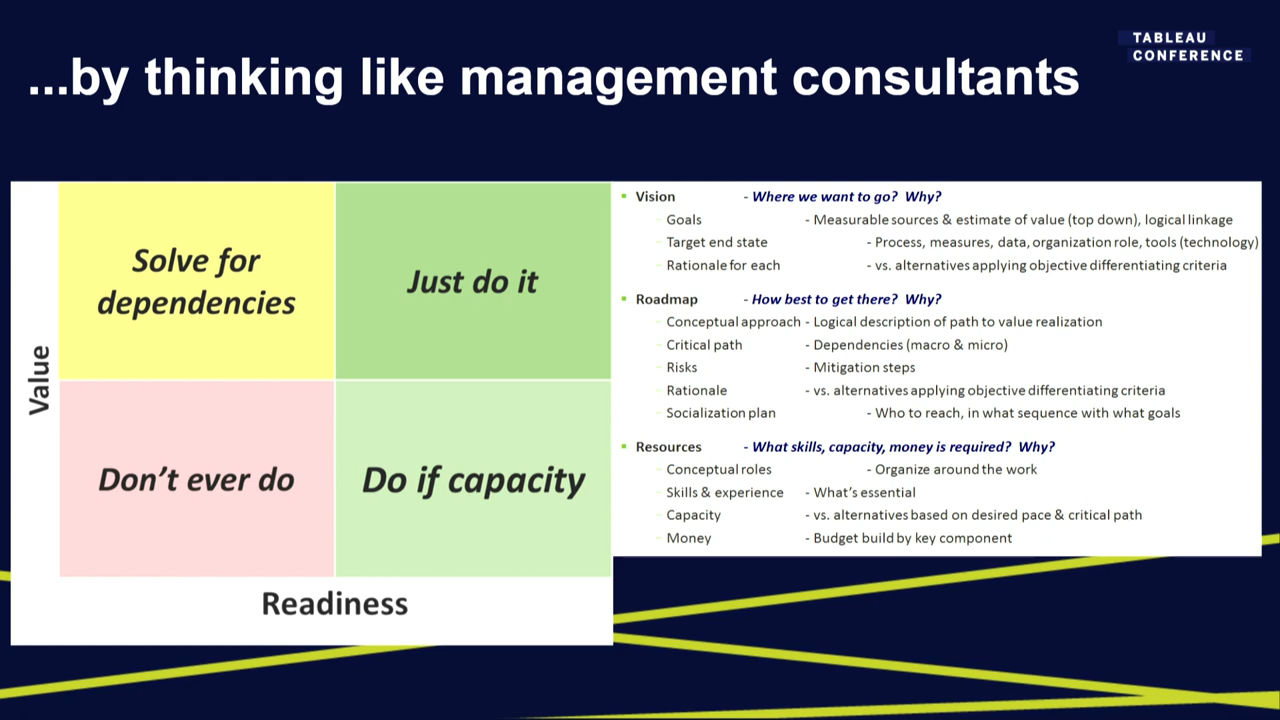 TABLEAU
CONFERENCE
...by thinking like management consultants
Value
Solve for
dependencies
Just do it
Don't ever do
Do if capacity
Readiness
Vision - Where we want to go? Why?
Goals - Measurable sources & estimate of value (top down), logical linkage
Target end state - Process, measures, data, organization role, tools (technology)
Rationale for each - vs. alternatives applying objective differentiating criteria
Roadmap - How best to get there? Why?
Conceptual approach - Logical description of path to value realization
Critical path - Dependencies (macro & micro)
Risks - Mitigation steps
Rationale - vs. alternatives applying objective differentiating criteria
Socialization plan - Who to reach, in what sequence with what goals
Resources - What skills, capacity, money is required? Why?
Conceptual roles - Organize around the work
Skills & experience - What's essential
Capacity - vs. alternatives based on desired pace & critical path
Money - Budget build by key component